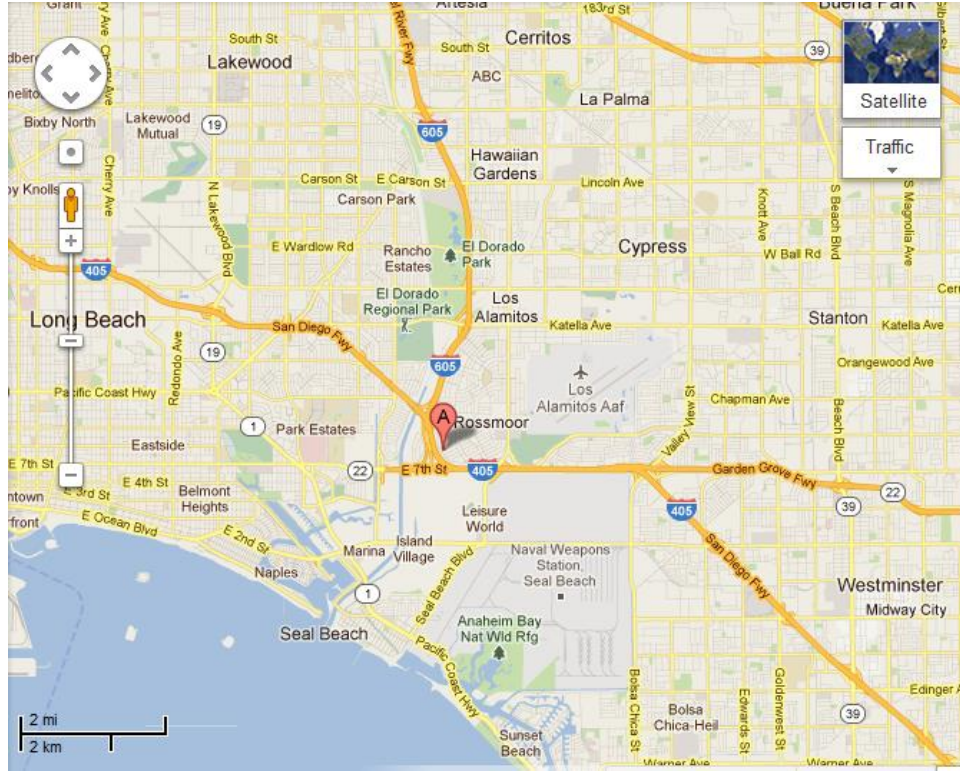 Grant
Artesia
183rd St
Buena Park
South St
Cerritos
South St
Lakewood
39
ABC
La Palma
Satellite
Bixby North
Lakewood
Mutual
19
605
Traffic
Cherry Ave
Hawaiian
Gardens
Carson St
E Carson St
Lincoln Ave
Carson Park
N Lakewood Blvd
Knott Ave
S Beach Blvd
S Magnolia Ave
E Wardlow Rd
Rancho
Estates
El Dorado
Park
Cypress
W Ball Rd
405
El Dorado
Regional Park
Los
Alamitos
Long Beach
San Diego Fwy
Katella Ave
Stanton
Katella Ave
Redondo Ave
19
605
Orangewood Ave
Los
Alamitos Aaf
Pacific Coast Hwy
Chapman Ave
A
Rossmoor
1
Park Estates
Valley View St
Beach Blvd
Eastside
E 7th St
22
E 7th St
405
Garden Grove Fwy
22
39
E 4th St
E 3rd St
Belmont
Heights
405
Leisure
World
E Ocean Blvd
E 2nd St
Marina
Island
Village
Naval Weapons
Station,
Seal Beach
San Diego Fwy
Naples
Seal Beach Blvd
1
Westminster
Midway City
Seal Beach
Anaheim Bay
Nat Wld Rfg
Pacific Coast Hwy
Bolsa Chica St
Edwards St
Goldenwest St
Edinger A
Bolsa
Chica-Heil
39
2 mi
2 km
Sunset
Beach
Warner Ave
Warner Ave